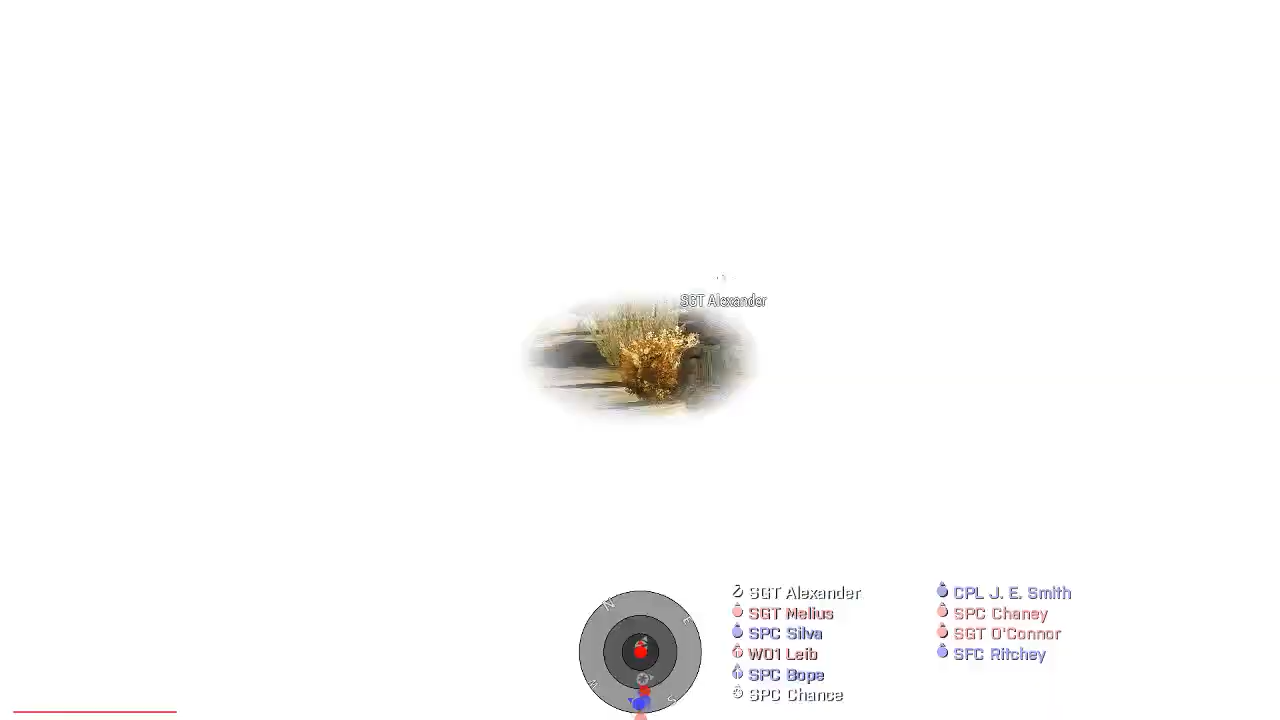 SGT Alexander
N
E
W
S
SGT Alexander
SGT Melius
SPC Silva
WO1 Leib
SPC Bope
SPC Chance
CPL J. E. Smith
SPC Chaney
SGT O'Connor
SFC Ritchey